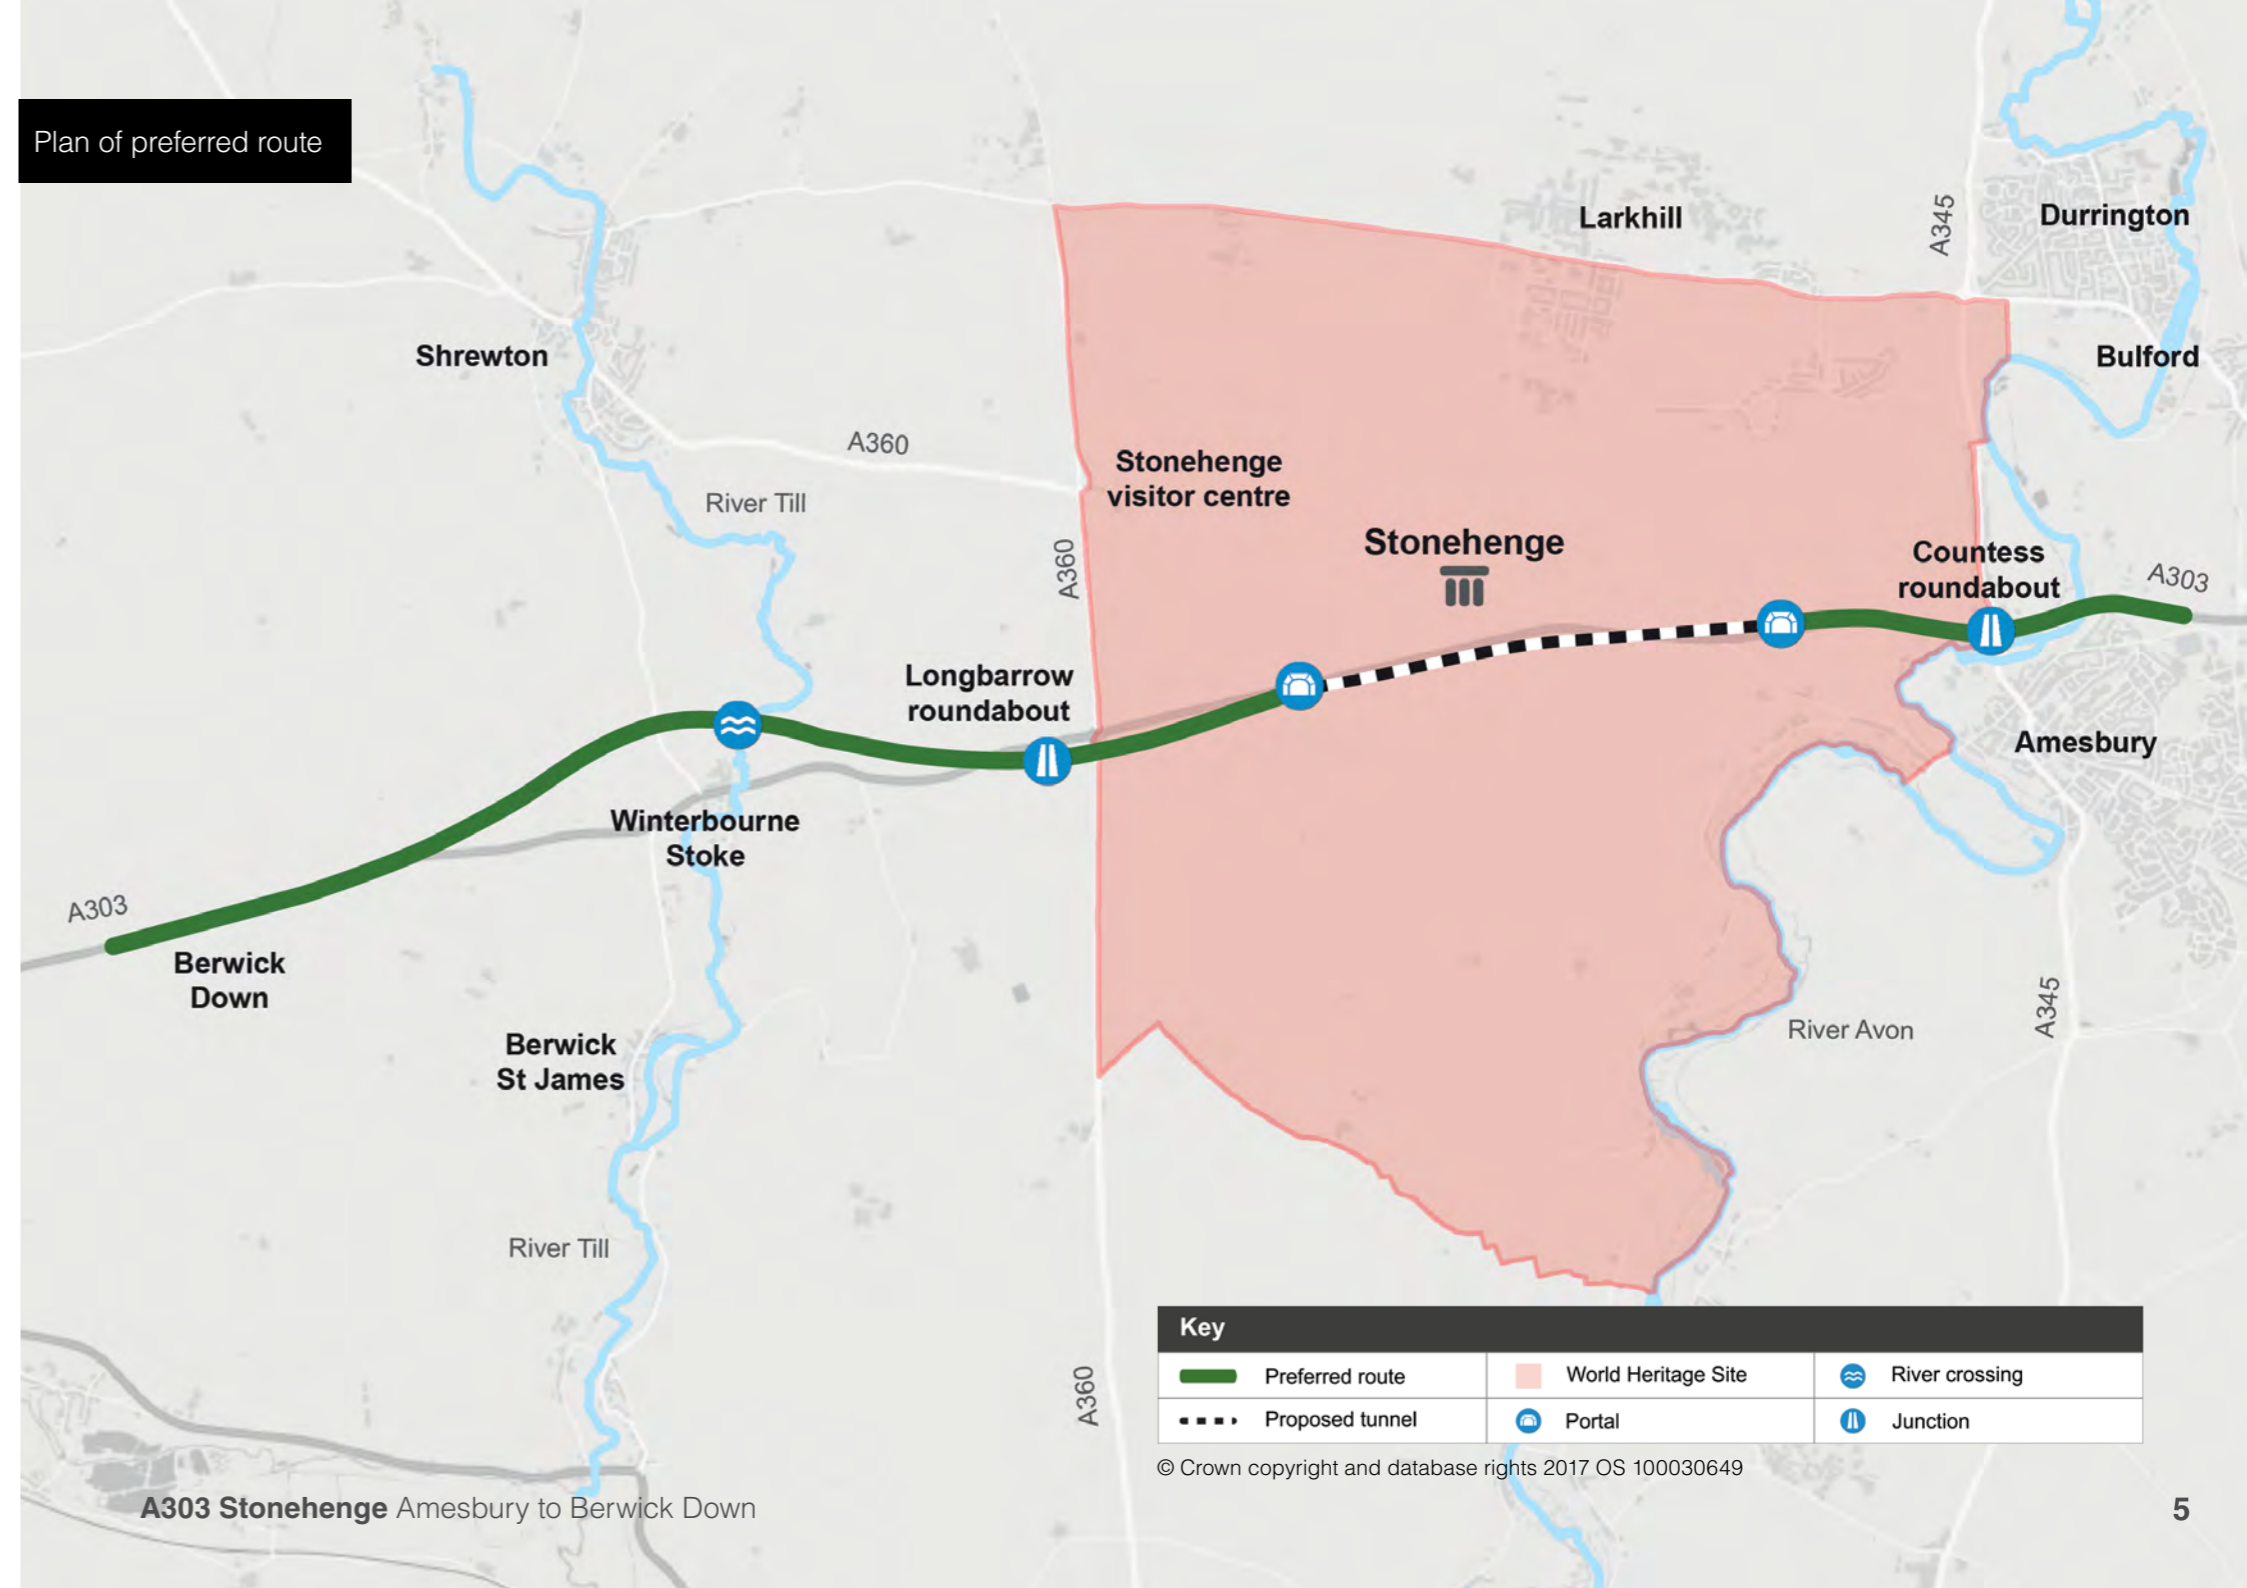 Plan of preferred route
Larkhill
A345
Durrington
Shrewton
Bulford
A360
Stonehenge
visitor centre
River Till
A360
Stonehenge
Countess
roundabout
A303
Longbarrow
roundabout
Amesbury
Winterbourne
Stoke
A303
Berwick
Down
River Avon
A345
Berwick
St James
River Till
A360
Key
Preferred route
World Heritage Site
River crossing
Proposed tunnel
Portal
Junction
© Crown copyright and database rights 2017 OS 100030649
A303 Stonehenge Amesbury to Berwick Down
5